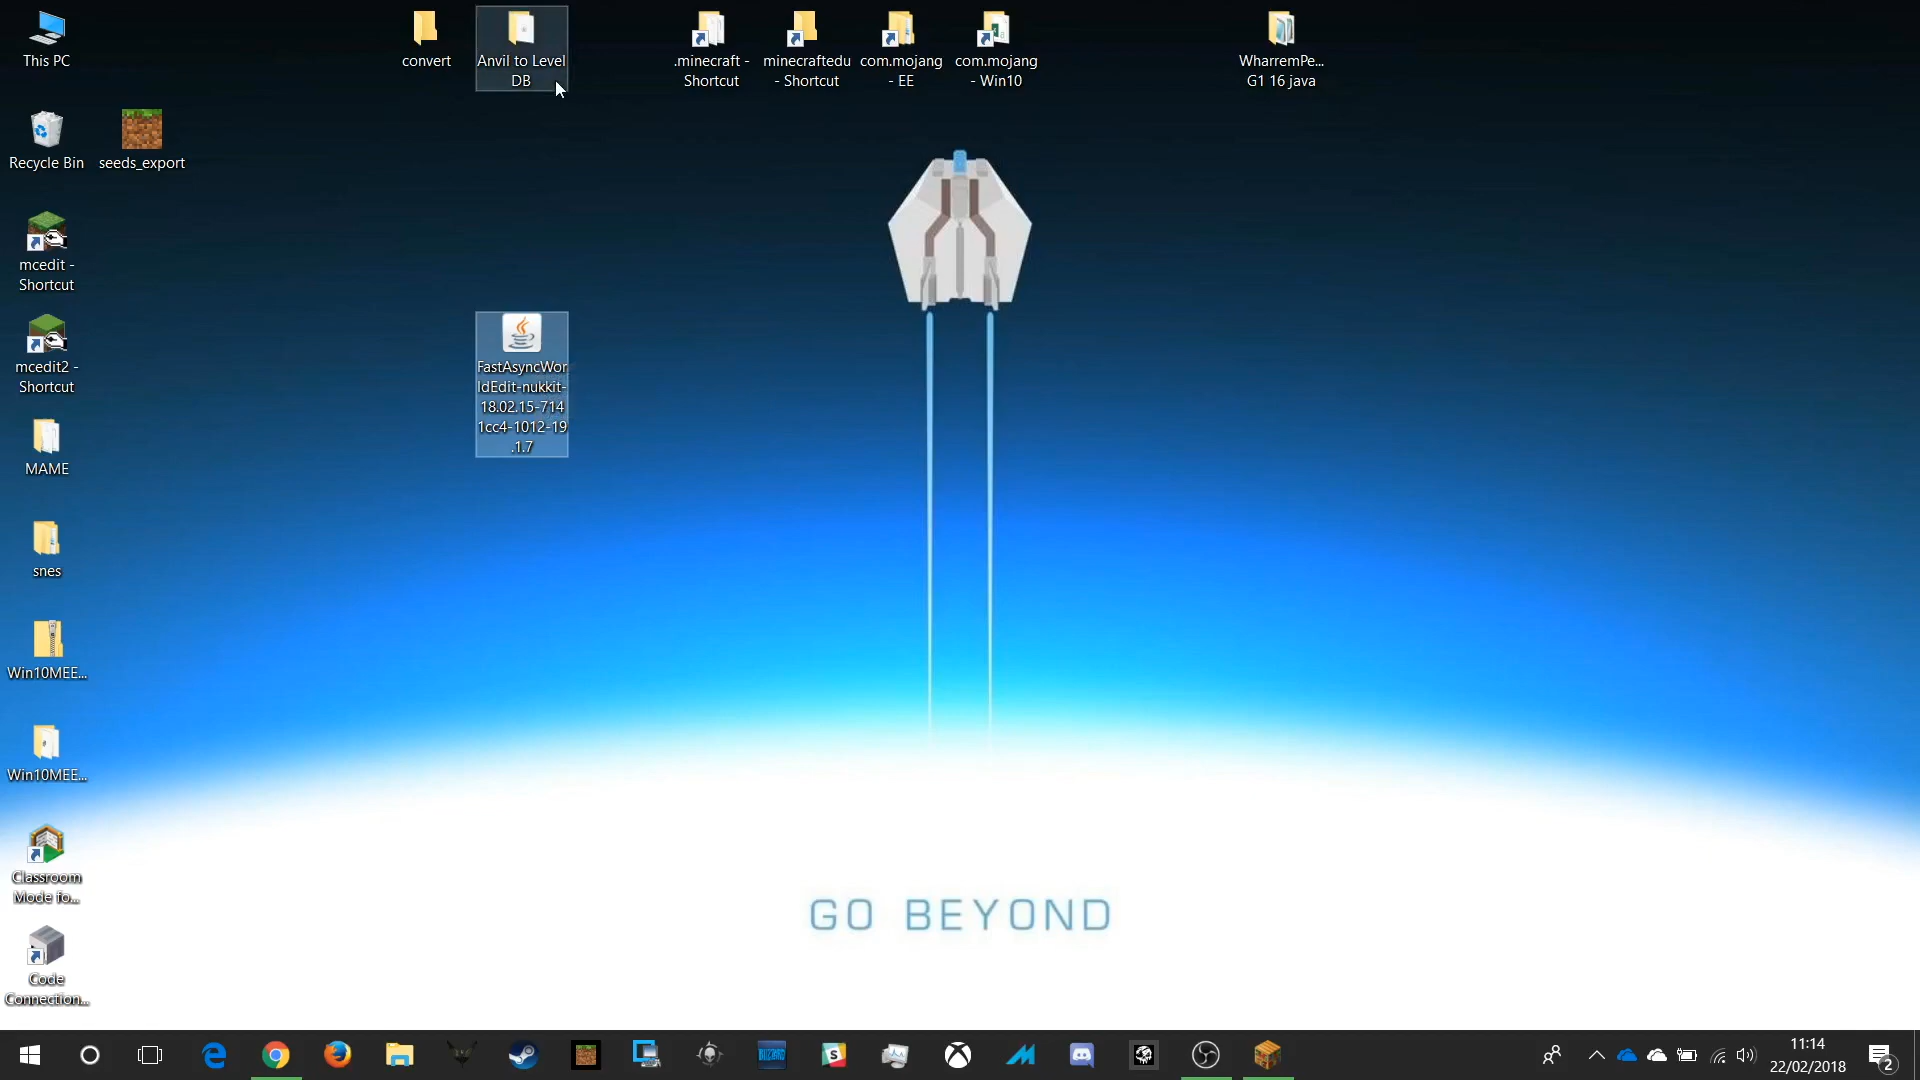 This PC
convert
Anvil to Level
DB
.minecraft -
Shortcut
minecraftedu
- Shortcut
com.mojang
- EE
com.mojang
- Win10
WharremPe...
G1 16 java
Recycle Bin
seeds_export
mcedit -
Shortcut
mcedit2 -
Shortcut
FastAsyncWor
ldEdit-nukkit-
18.02.15-714
1cc4-1012-19
.1.7
MAME
snes
Win10MEE...
Win10MEE...
Classroom
Mode fo...
Code
Connection...
GO BEYOND
BLIZZARD
11:14
22/02/2018
2